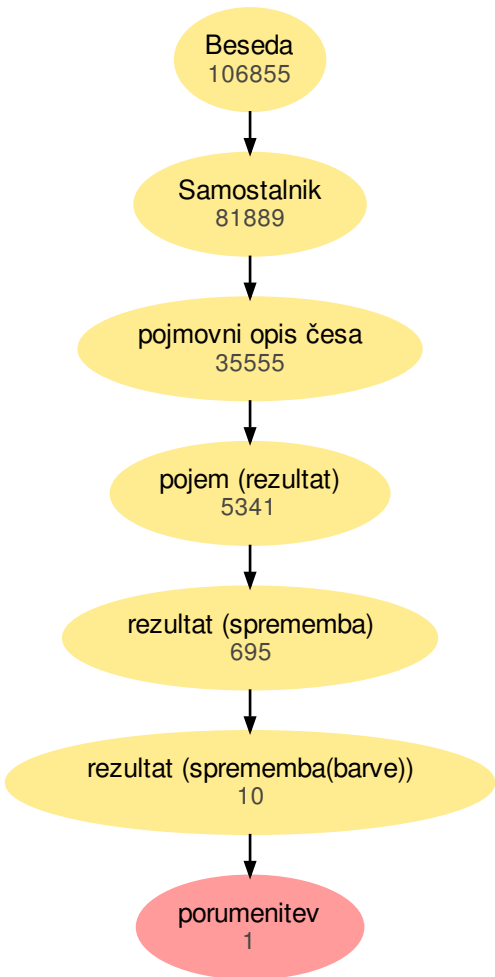 Beseda
106855
Samostalnik
81889
pojmovni opis česa
35555
pojem (rezultat)
5341
rezultat (sprememba)
695
rezultat (sprememba(barve))
10
porumenitev
1